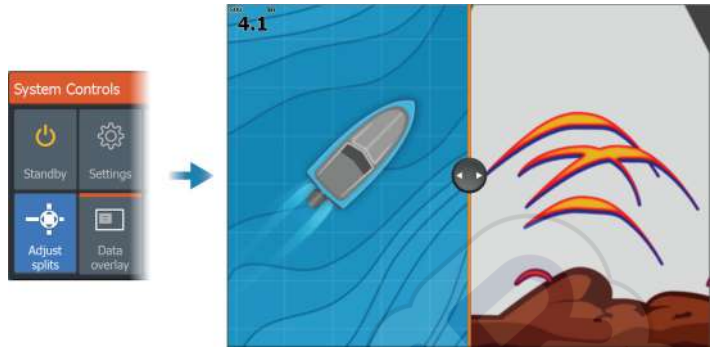 System Controls
Standby
Settings
Adjust
splits
Data
overlay
4.1